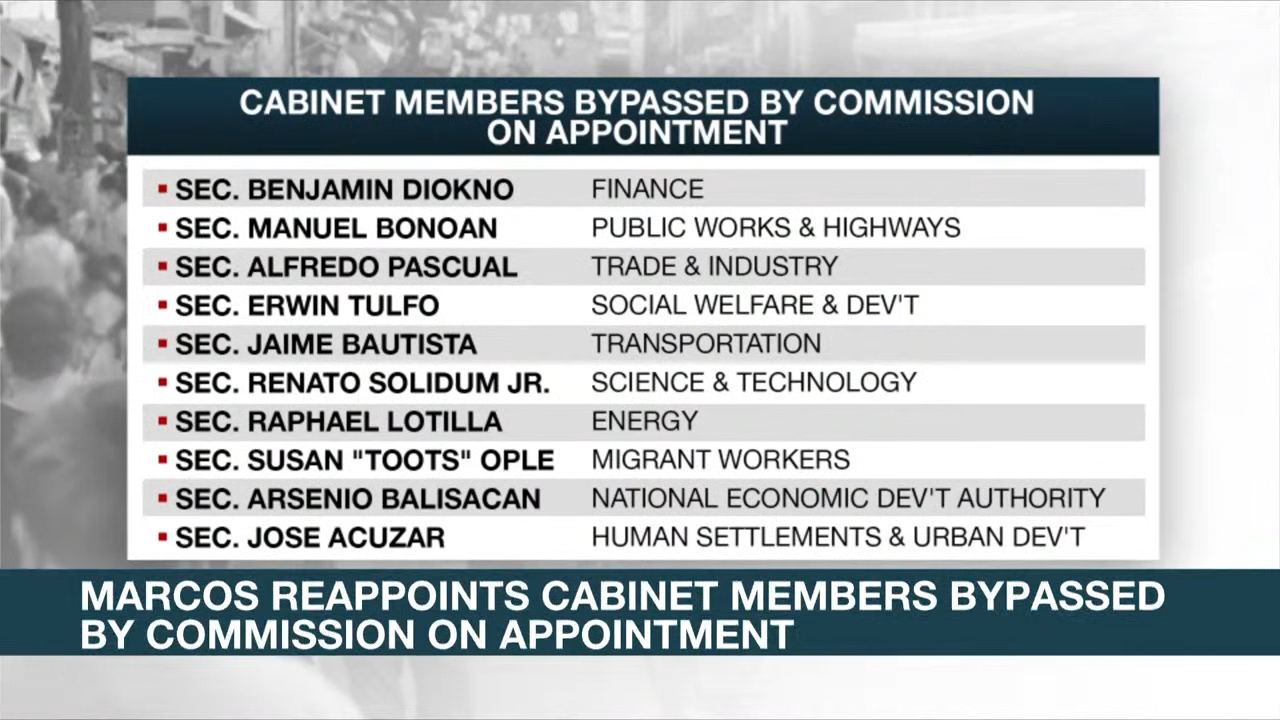 CABINET MEMBERS BYPASSED BY COMMISSION
ON APPOINTMENT
SEC. BENJAMIN DIOKNO FINANCE
SEC. MANUEL BONOAN PUBLIC WORKS & HIGHWAYS
SEC. ALFREDO PASCUAL TRADE & INDUSTRY
SEC. ERWIN TULFO SOCIAL WELFARE & DEV'T
SEC. JAIME BAUTISTA TRANSPORTATION
SEC. RENATO SOLIDUM JR. SCIENCE & TECHNOLOGY
SEC. RAPHAEL LOTILLA ENERGY
SEC. SUSAN "TOOTS" OPLE MIGRANT WORKERS
SEC. ARSENIO BALISACAN NATIONAL ECONOMIC DEV'T AUTHORITY
SEC. JOSE ACUZAR HUMAN SETTLEMENTS & URBAN DEV'T
MARCOS REAPPOINTS CABINET MEMBERS BYPASSED
BY COMMISSION ON APPOINTMENT